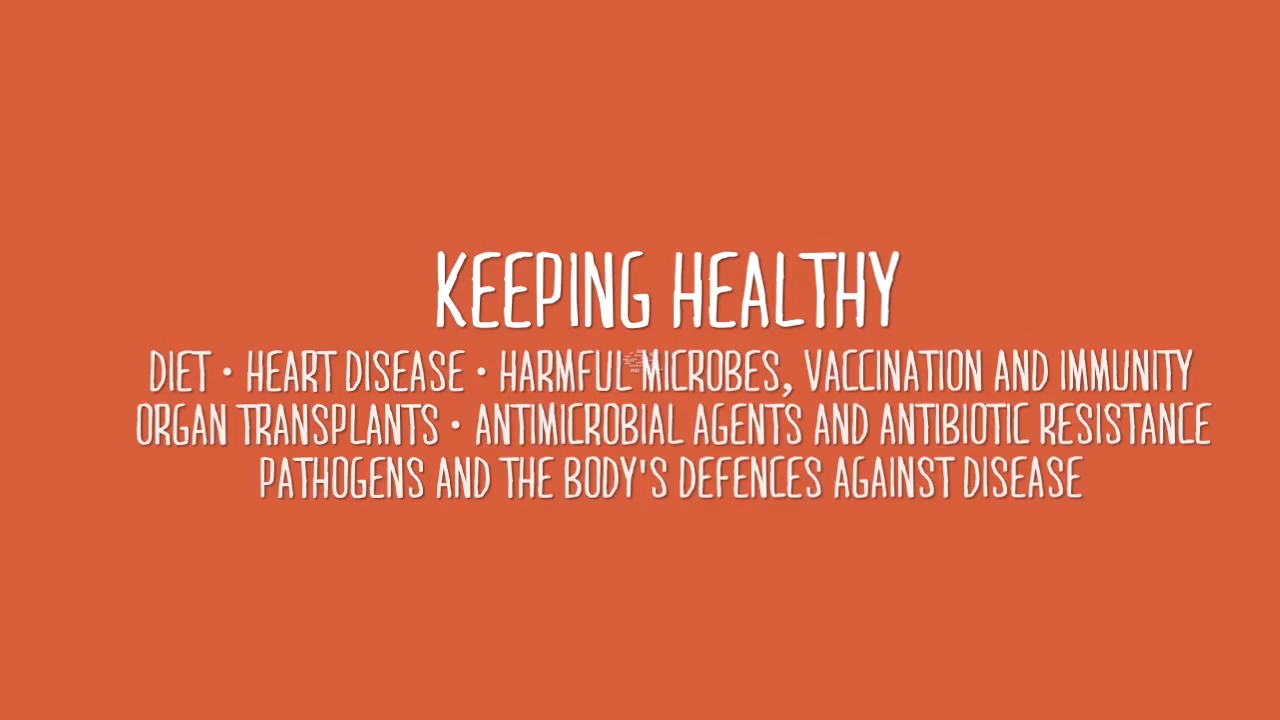 KEEPING HEALTHY
DIET • HEART DISEASE • HARMFUL MICROBES, VACCINATION AND IMMUNITY
ORGAN TRANSPLANTS • ANTIMICROBIAL AGENTS AND ANTIBIOTIC RESISTANCE
PATHOGENS AND THE BODY'S DEFENCES AGAINST DISEASE